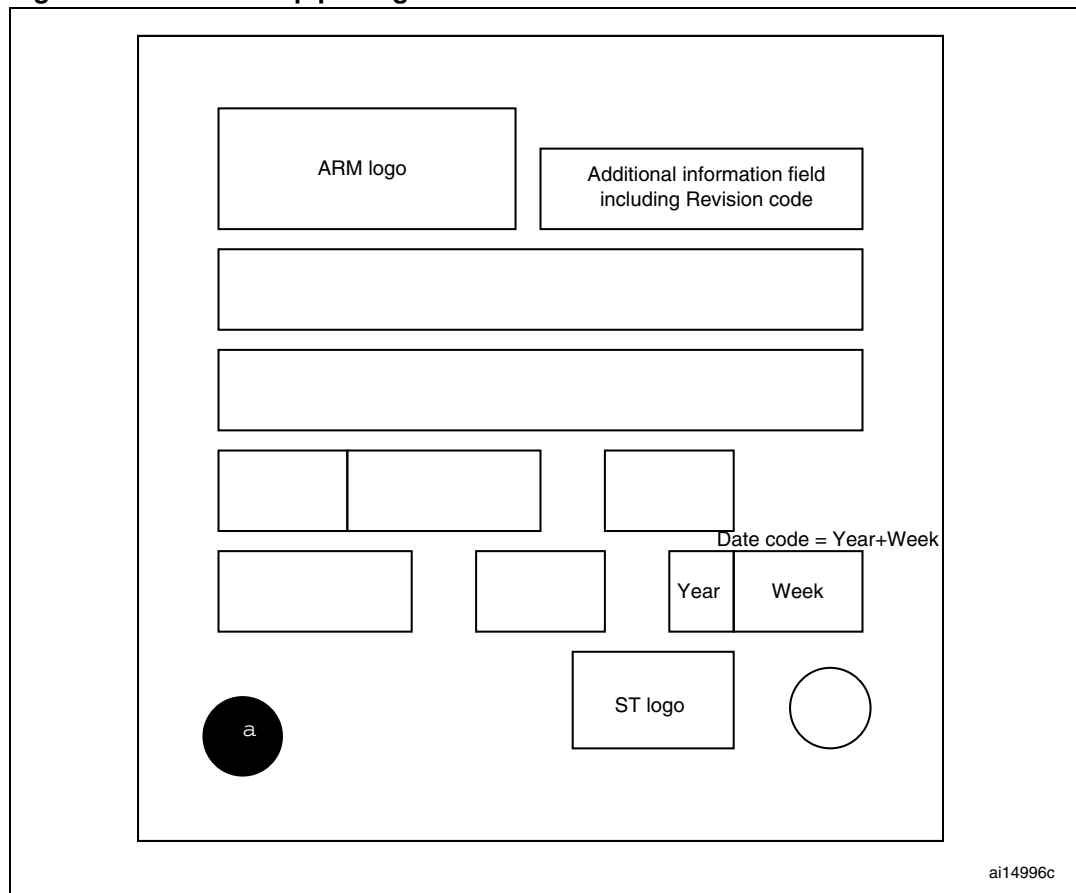 ARM logo
Additional information field
including Revision code
Date code = Year+Week
Year
Week
ST logo
a
ai14996c